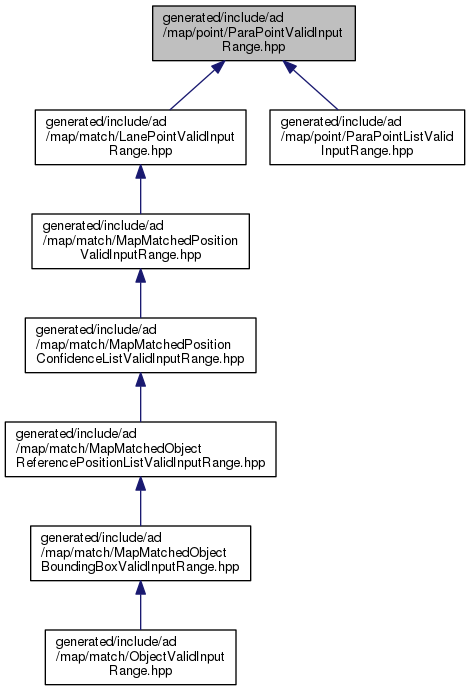 generated/include/ad
/map/point/ParaPointValidInput
Range.hpp
generated/include/ad
/map/match/LanePointValidInput
Range.hpp
generated/include/ad
/map/point/ParaPointListValid
InputRange.hpp
generated/include/ad
/map/match/MapMatchedPosition
ValidInputRange.hpp
generated/include/ad
/map/match/MapMatchedPosition
ConfidenceListValidInputRange.hpp
generated/include/ad
/map/match/MapMatchedObject
ReferencePositionListValidInputRange.hpp
generated/include/ad
/map/match/MapMatchedObject
BoundingBoxValidInputRange.hpp
generated/include/ad
/map/match/ObjectValidInput
Range.hpp